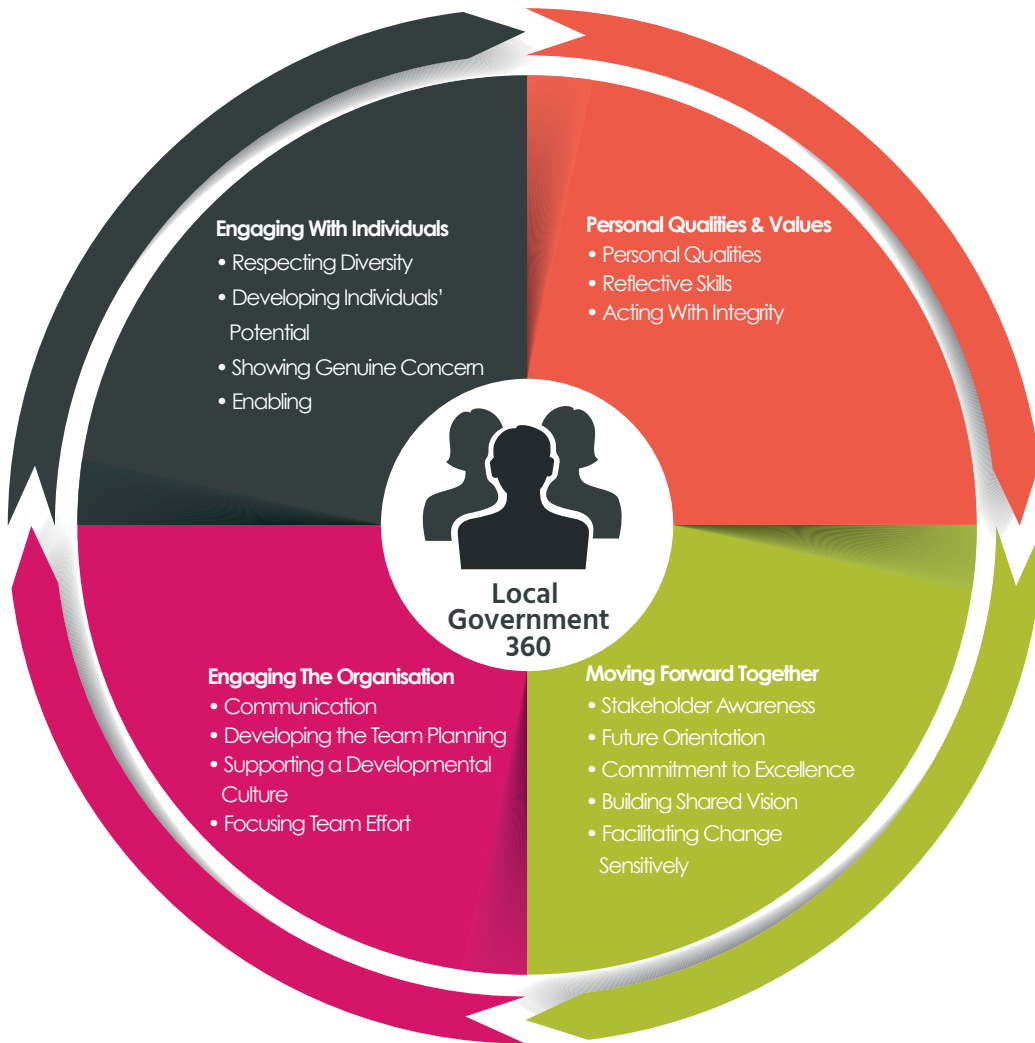 Engaging With Individuals
• Respecting Diversity
• Developing Individuals'
Potential
• Showing Genuine Concern
• Enabling
Personal Qualities & Values
• Personal Qualities
• Reflective Skills
• Acting With Integrity
Local
Government
360
Engaging The Organisation
• Communication
• Developing the Team Planning
• Supporting a Developmental
Culture
• Focusing Team Effort
Moving Forward Together
• Stakeholder Awareness
• Future Orientation
• Commitment to Excellence
• Building Shared Vision
• Facilitating Change
Sensitively